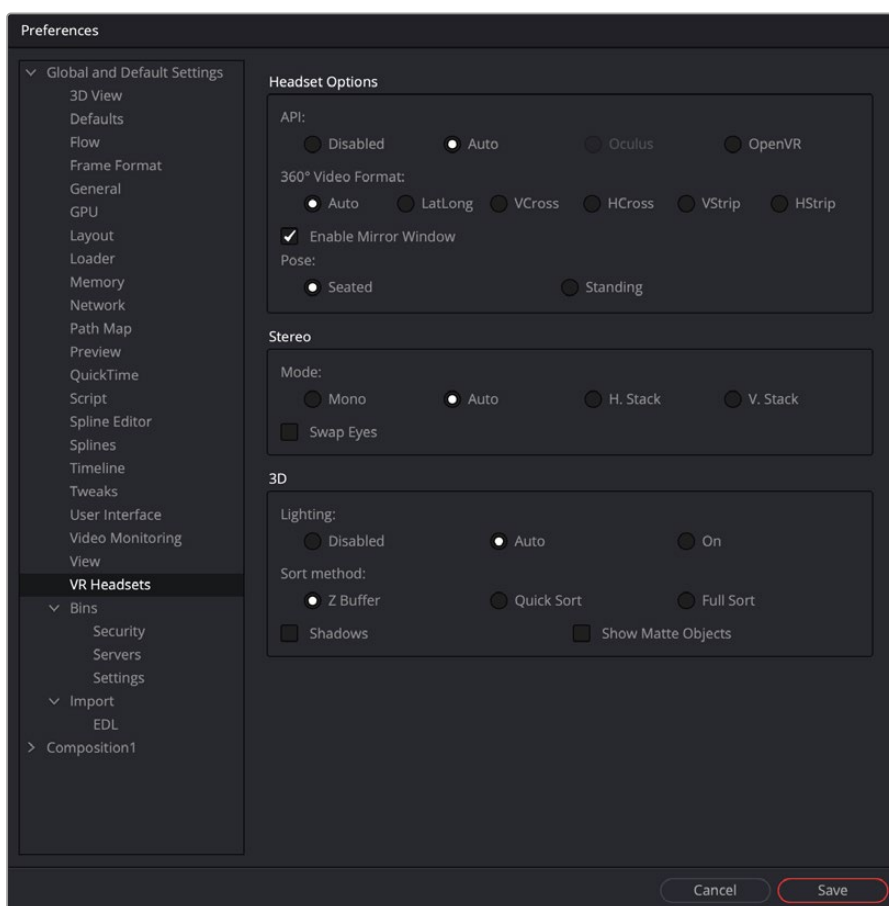 Preferences
Global and Default Settings
3D View
Defaults
Flow
Frame Format
General
GPU
Layout
Loader
Memory
Network
Path Map
Preview
QuickTime
Script
Spline Editor
Splines
Timeline
Tweaks
User Interface
Video Monitoring
View
VR Headsets
Bins
Security
Servers
Settings
Import
EDL
Composition1
Headset Options
API:
Disabled Auto Oculus OpenVR
360° Video Format:
Auto LatLong VCross HCross VStrip HStrip
Enable Mirror Window
Pose:
Seated Standing
Stereo
Mode:
Mono Auto H. Stack V. Stack
Swap Eyes
3D
Lighting:
Disabled Auto On
Sort method:
Z Buffer Quick Sort Full Sort
Shadows Show Matte Objects
Cancel Save